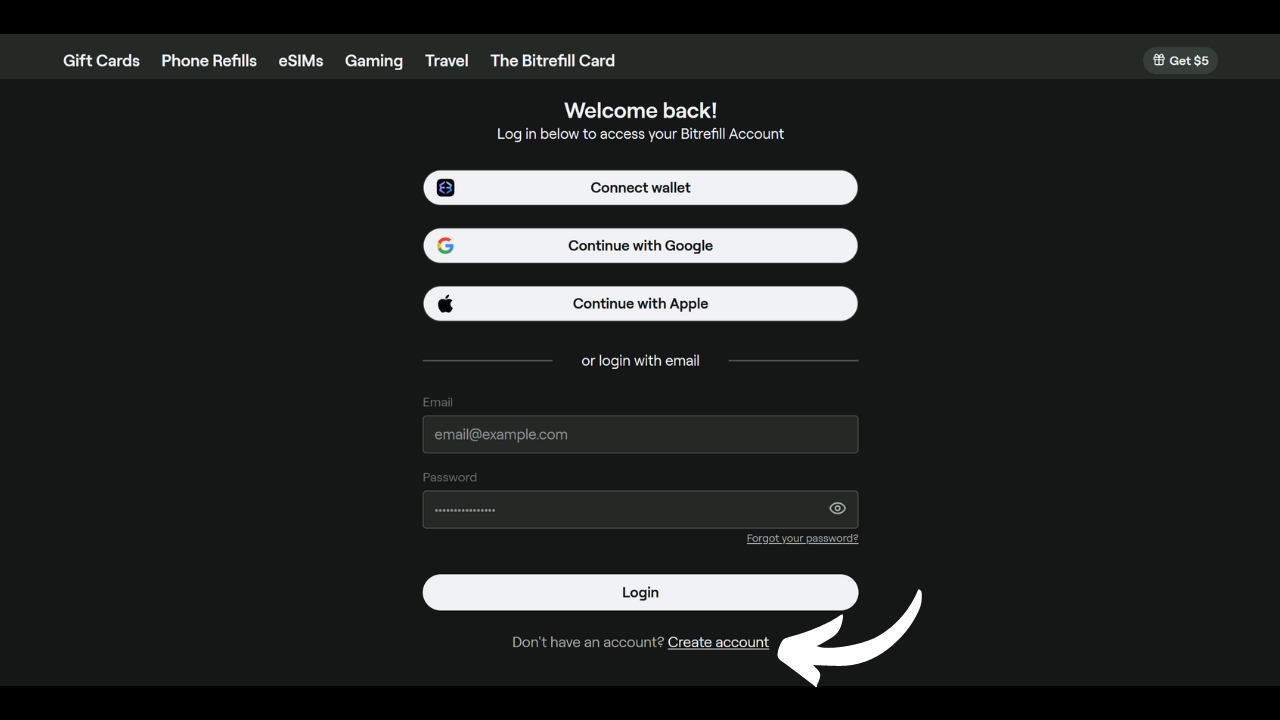 Gift Cards Phone Refills eSIMs Gaming Travel The Bitrefill Card Get $5
Welcome back!
Log in below to access your Bitrefill Account
Connect wallet
Continue with Google
Continue with Apple
or login with email
Email
email@example.com
Password
••••••••••••••••
Forgot your password?
Login
Don't have an account? Create account